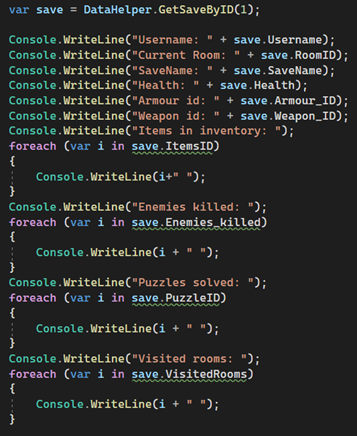 var save = DataHelper.GetSaveByID(1);
Console.WriteLine("Username: " + save.Username);
Console.WriteLine("Current Room: " + save.RoomID);
Console.WriteLine("SaveName: " + save.SaveName);
Console.WriteLine("Health: " + save.Health);
Console.WriteLine("Armour id: " + save.Armour_ID);
Console.WriteLine("Weapon id: " + save.Weapon_ID);
Console.WriteLine("Items in inventory: ");
foreach (var i in save.ItemsID)
{
    Console.WriteLine(i+" ");
}
Console.WriteLine("Enemies killed: ");
foreach (var i in save.Enemies_killed)
{
    Console.WriteLine(i + " ");
}
Console.WriteLine("Puzzles solved: ");
foreach (var i in save.PuzzleID)
{
    Console.WriteLine(i + " ");
}
Console.WriteLine("Visited rooms: ");
foreach (var i in save.VisitedRooms)
{
    Console.WriteLine(i + " ");
}